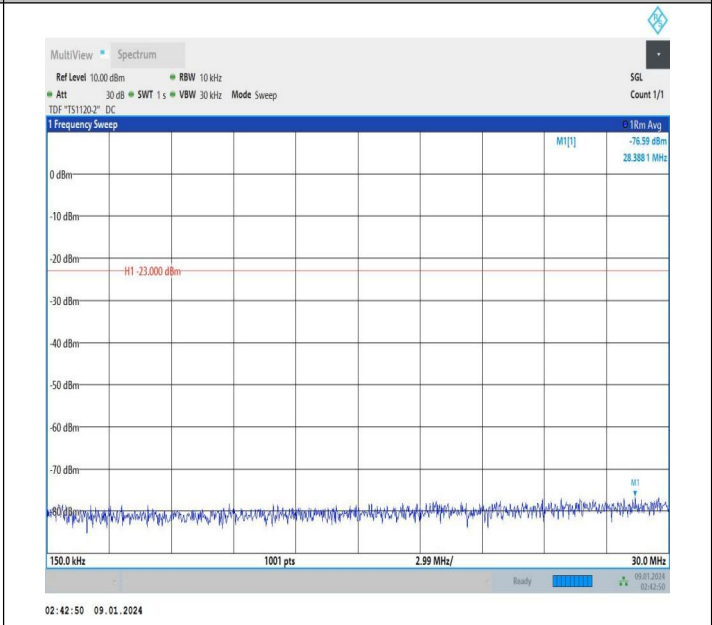 MultiView Spectrum
Ref Level 10.00 dBm RBW 10 kHz SGL
Att 30 dB SWT 1 s VBW 30 kHz Mode Sweep Count 1/1
TDF "TS1120-2" DC
1 Frequency Sweep 1Rm Avg
M1[1] -76.59 dBm
28.3881 MHz
0 dBm
-10 dBm
-20 dBm
H1 -23.000 dBm
-30 dBm
-40 dBm
-50 dBm
-60 dBm
-70 dBm
M1
-80 dBm
150.0 kHz 1001 pts 2.99 MHz/ 30.0 MHz
Ready 09.01.2024
02:42:50
02:42:50 09.01.2024